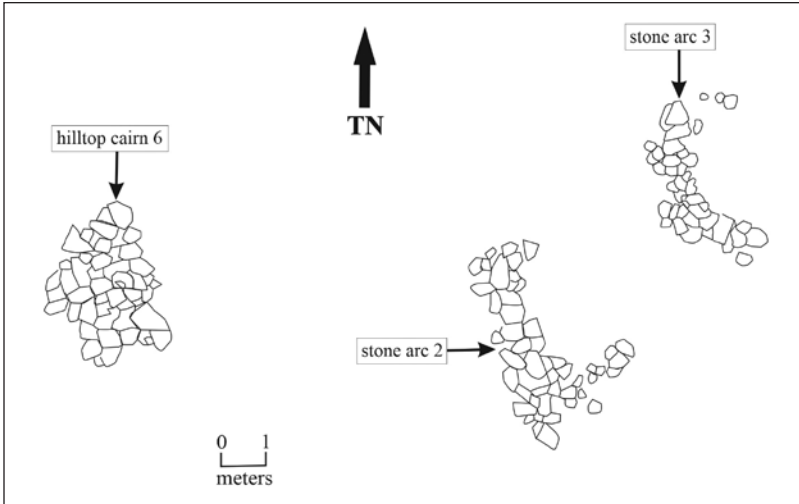 stone arc 3
TN
hilltop cairn 6
stone arc 2
0 1
meters